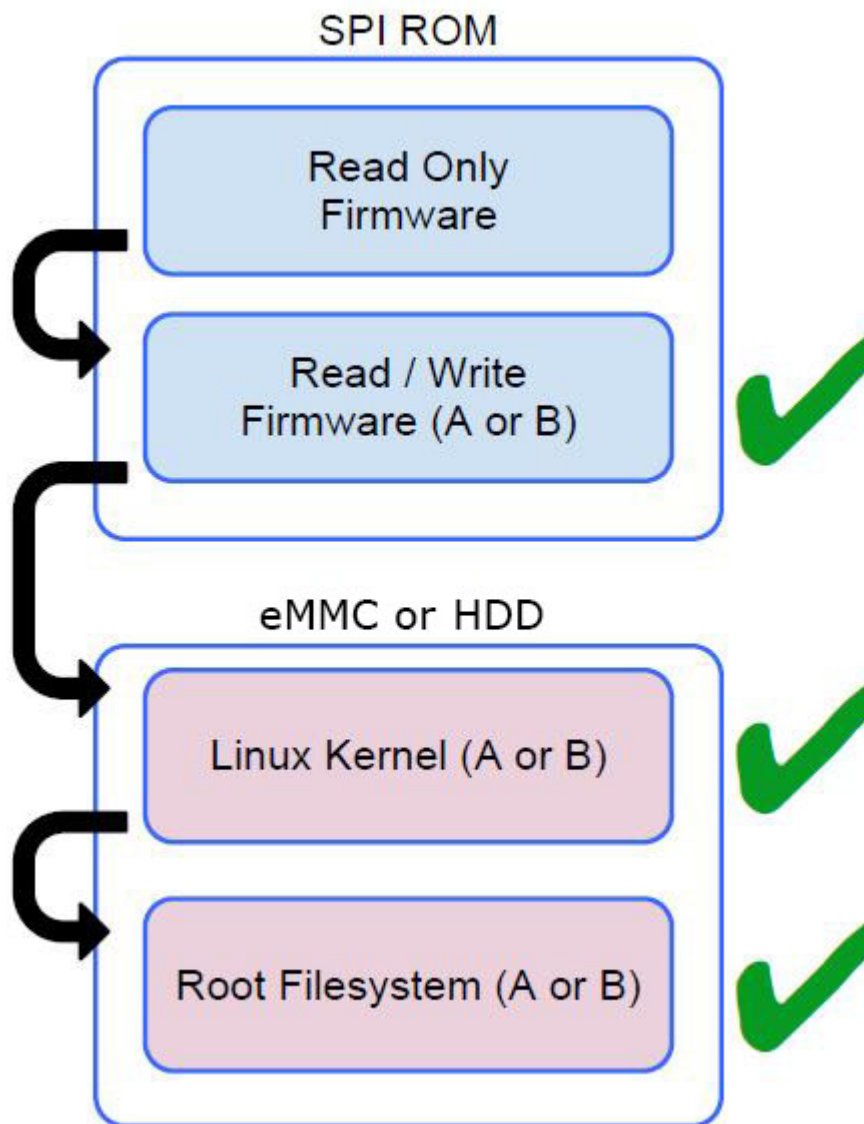 SPI ROM
Read Only
Firmware
Read / Write
Firmware (A or B)
eMMC or HDD
Linux Kernel (A or B)
Root Filesystem (A or B)